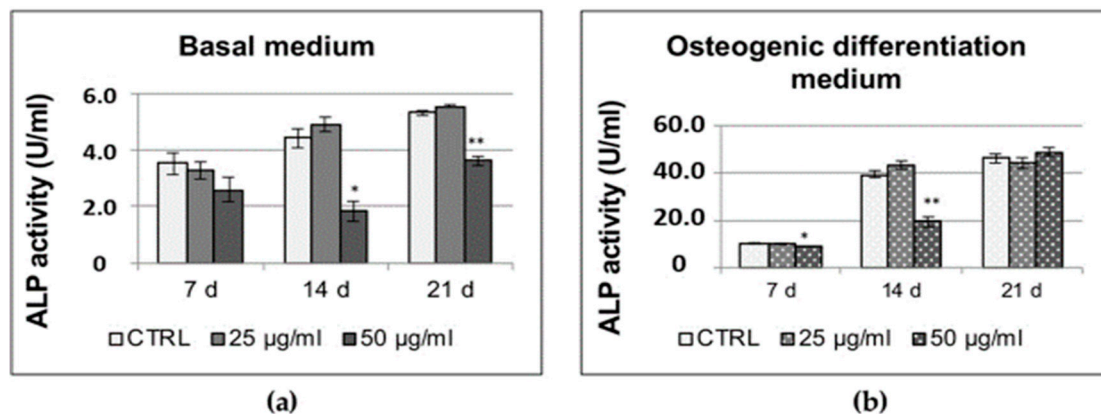 Basal medium
ALP activity (U/ml)
6.0
4.0
2.0
0
*
**
7 d 14 d 21 d
CTRL 25 µg/ml 50 µg/ml
(a)
Osteogenic differentiation
medium
ALP activity (U/ml)
60.0
40.0
20.0
0
*
**
7 d 14 d 21 d
CTRL 25 µg/ml 50 µg/ml
(b)